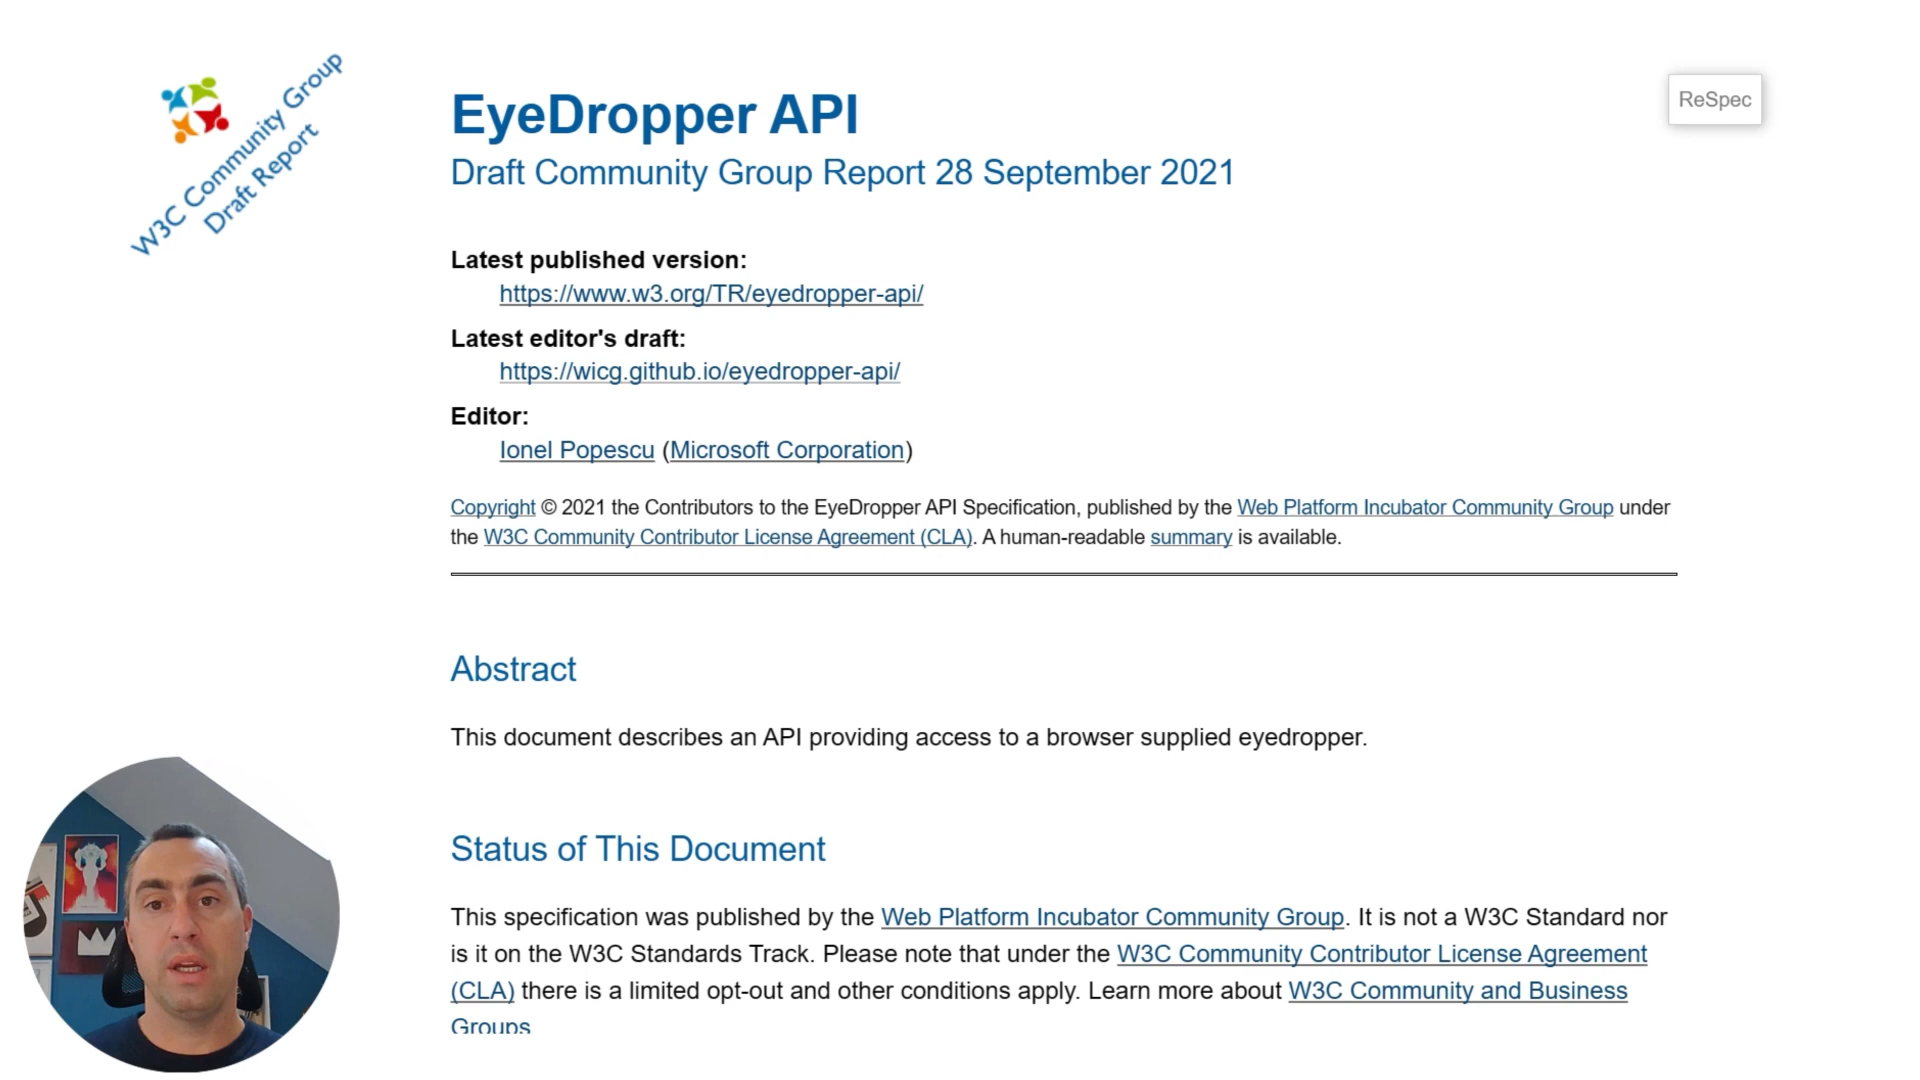 W3C Community Group
Draft Report
EyeDropper API
ReSpec
Draft Community Group Report 28 September 2021
Latest published version:
https://www.w3.org/TR/eyedropper-api/
Latest editor's draft:
https://wicg.github.io/eyedropper-api/
Editor:
Ionel Popescu (Microsoft Corporation)
Copyright © 2021 the Contributors to the EyeDropper API Specification, published by the Web Platform Incubator Community Group under
the W3C Community Contributor License Agreement (CLA). A human-readable summary is available.
Abstract
This document describes an API providing access to a browser supplied eyedropper.
Status of This Document
This specification was published by the Web Platform Incubator Community Group. It is not a W3C Standard nor
is it on the W3C Standards Track. Please note that under the W3C Community Contributor License Agreement
(CLA) there is a limited opt-out and other conditions apply. Learn more about W3C Community and Business
Groups